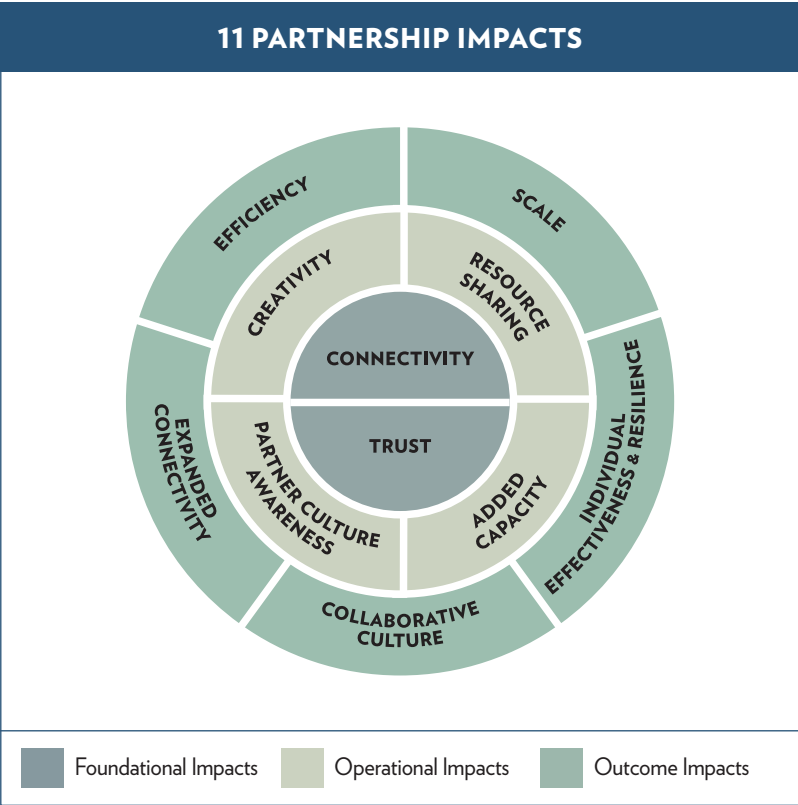 11 PARTNERSHIP IMPACTS
EFFICIENCY
SCALE
CREATIVITY
RESOURCE
SHARING
CONNECTIVITY
TRUST
EXPANDED
CONNECTIVITY
PARTNER CULTURE
AWARENESS
ADDED
CAPACITY
INDIVIDUAL
EFFECTIVENESS & RESILIENCE
COLLABORATIVE
CULTURE
Foundational Impacts
Operational Impacts
Outcome Impacts